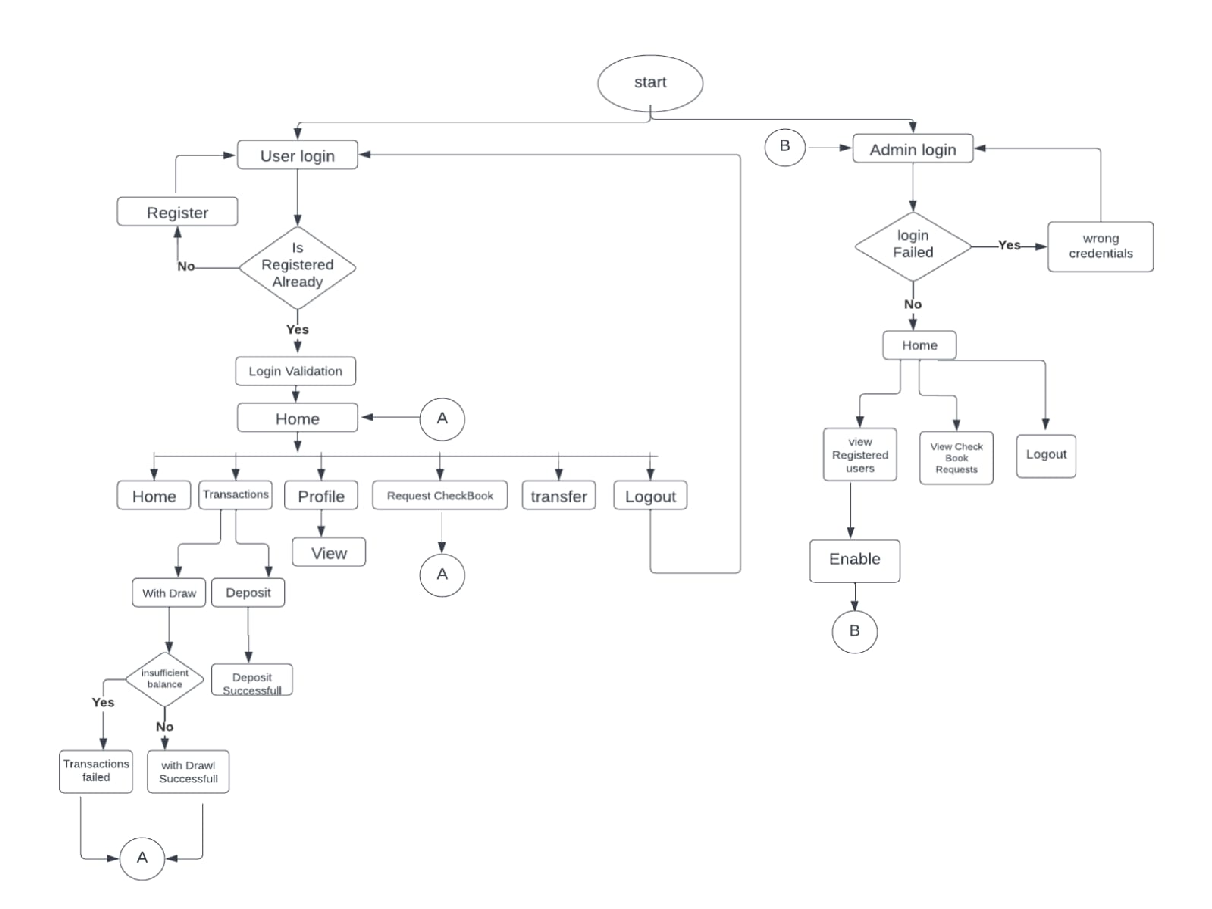 start
User login
B
Admin login
Register
Is
Registered
Already
login
Failed
Yes
wrong
credentials
No
No
Yes
Home
Login Validation
Home
A
view
Registered
users
View Check
Book
Requests
Logout
Home
Transactions
Profile
Request CheckBook
transfer
Logout
View
Enable
A
With Draw
Deposit
B
insufficient
balance
Deposit
Successfull
Yes
No
Transactions
failed
with Drawl
Successfull
A